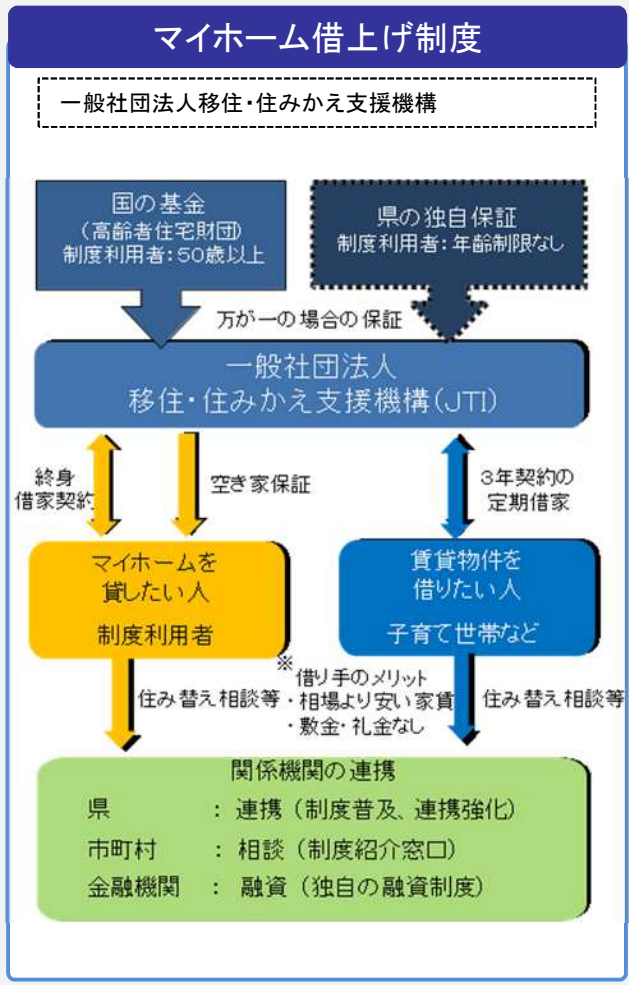 マイホーム借上げ制度
一般社団法人移住・住みかえ支援機構
国の基金
(高齢者住宅財団)
制度利用者:50歳以上
県の独自保証
制度利用者:年齢制限なし
万が一の場合の保証
一般社団法人
移住・住みかえ支援機構(JTI)
終身
借家契約
空き家保証
3年契約の
定期借家
マイホームを
貸したい人
制度利用者
賃貸物件を
借りたい人
子育て世帯など
住み替え相談等
※
借り手のメリット
・相場より安い家賃
・敷金・礼金なし
住み替え相談等
関係機関の連携
県 : 連携(制度普及、連携強化)
市町村 : 相談(制度紹介窓口)
金融機関 : 融資(独自の融資制度)